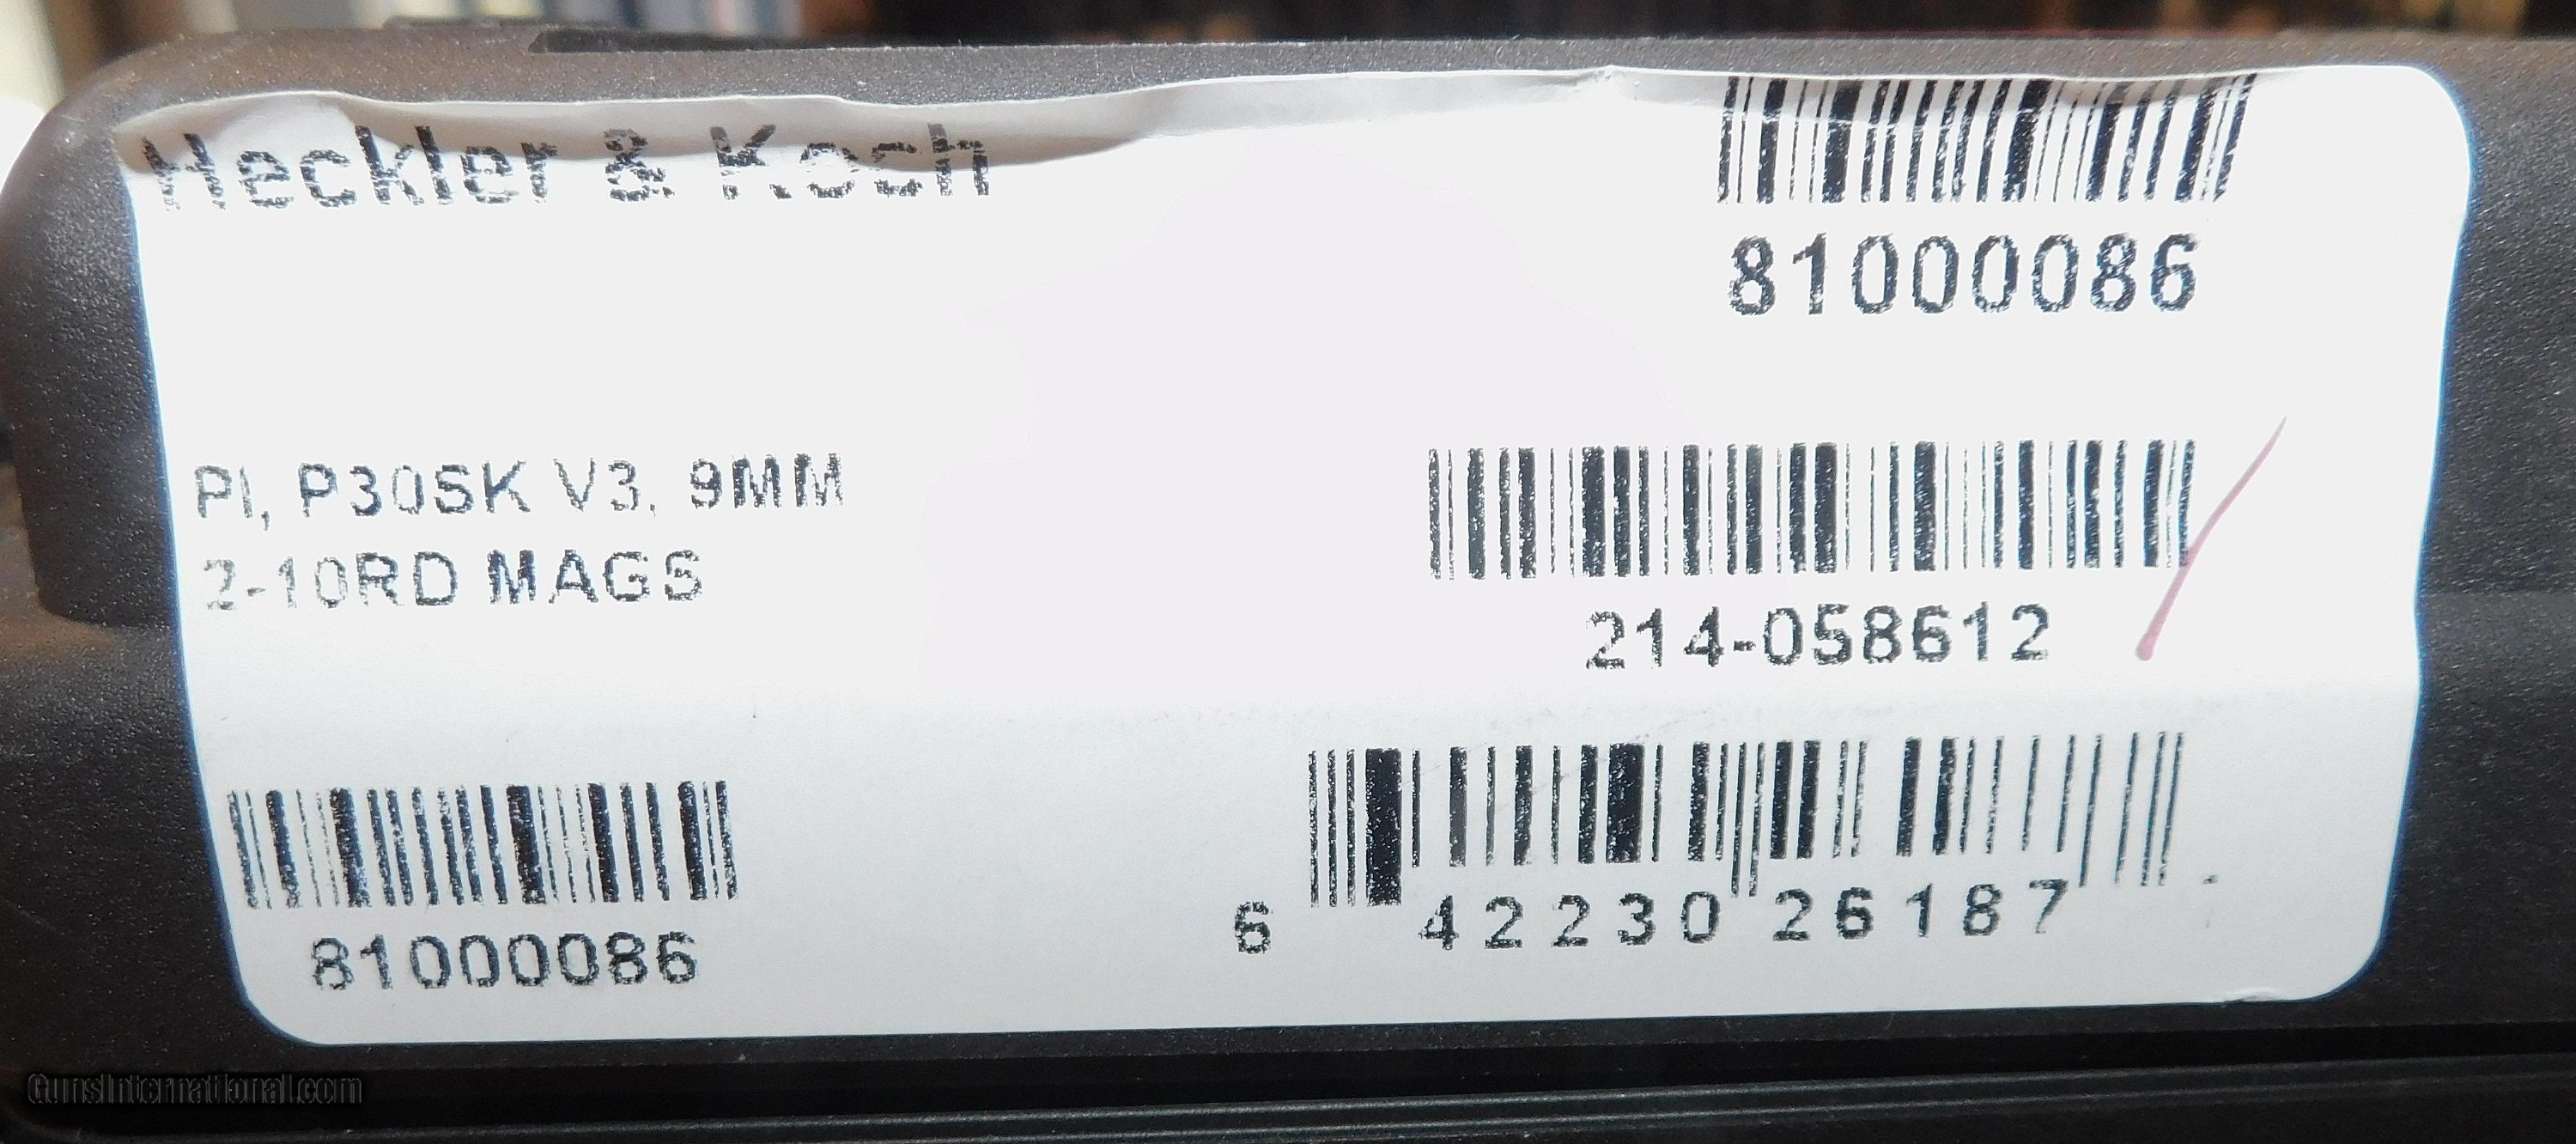 Heckler & Koch
81000086
PI, P30SK V3, 9MM
2-10RD MAGS
214-058612
81000086
6 42230 26187
GunsInternational.com